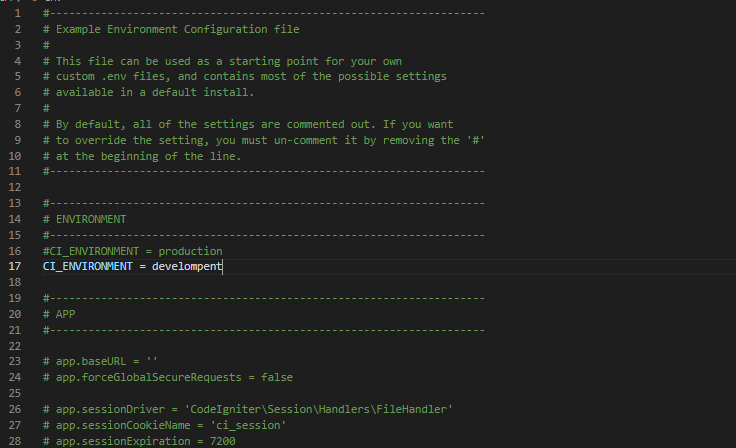 1 #--------------------------------------------------------------------
2 # Example Environment Configuration file
3 #
4 # This file can be used as a starting point for your own
5 # custom .env files, and contains most of the possible settings
6 # available in a default install.
7 #
8 # By default, all of the settings are commented out. If you want
9 # to override the setting, you must un-comment it by removing the '#'
10 # at the beginning of the line.
11 #--------------------------------------------------------------------
12
13 #--------------------------------------------------------------------
14 # ENVIRONMENT
15 #--------------------------------------------------------------------
16 #CI_ENVIRONMENT = production
17 CI_ENVIRONMENT = develompent
18
19 #--------------------------------------------------------------------
20 # APP
21 #--------------------------------------------------------------------
22
23 # app.baseURL = ''
24 # app.forceGlobalSecureRequests = false
25
26 # app.sessionDriver = 'CodeIgniter\Session\Handlers\FileHandler'
27 # app.sessionCookieName = 'ci_session'
28 # app.sessionExpiration = 7200